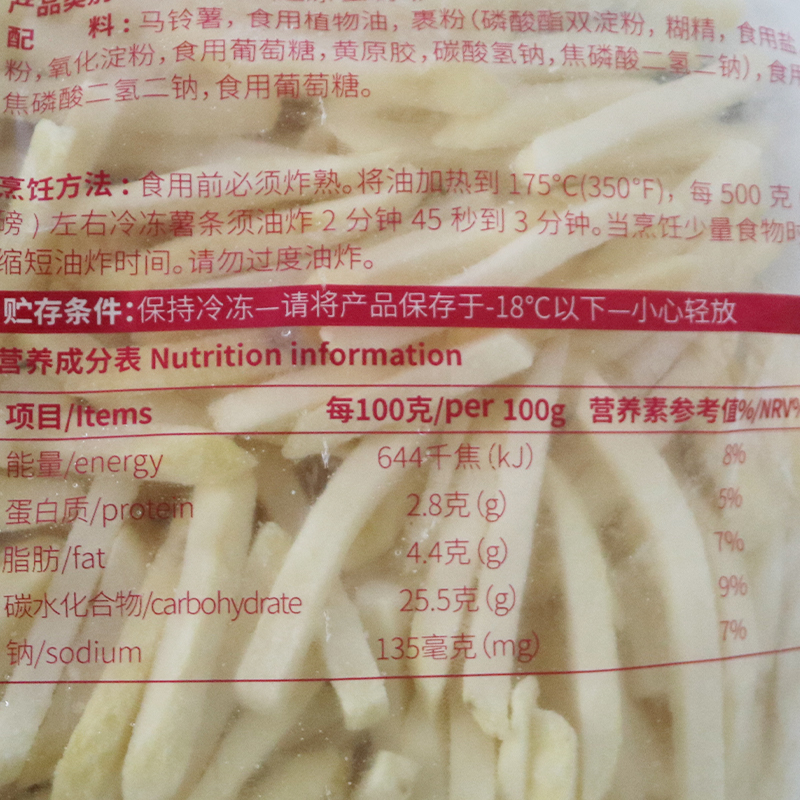 产品类别
配 料：马铃薯，食用植物油，裹粉（磷酸酯双淀粉，糊精，食用盐
粉，氧化淀粉，食用葡萄糖，黄原胶，碳酸氢钠，焦磷酸二氢二钠），食用
焦磷酸二氢二钠，食用葡萄糖。
烹饪方法：食用前必须炸熟。将油加热到 175°C(350°F)，每 500 克
磅）左右冷冻薯条须油炸 2 分钟 45 秒到 3 分钟。当烹饪少量食物时
缩短油炸时间。请勿过度油炸。
贮存条件：保持冷冻—请将产品保存于-18°C以下—小心轻放
营养成分表 Nutrition information
项目/Items 每100克/per 100g 营养素参考值%/NRV%
能量/energy 644千焦（kJ） 8%
蛋白质/protein 2.8克（g） 5%
脂肪/fat 4.4克（g） 7%
碳水化合物/carbohydrate 25.5克（g） 9%
钠/sodium 135毫克（mg） 7%